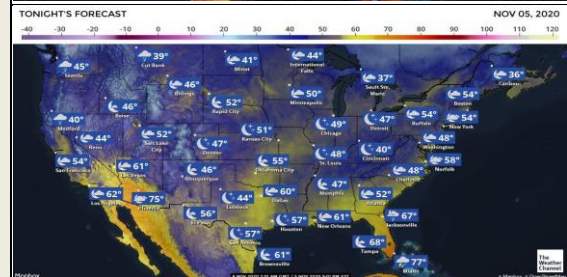 TONIGHT'S FORECAST NOV 05, 2020
-40 -30 -20 -10 0 10 20 30 40 50 60 70 80 90 100 110 120
45°
Seattle
39°
Cut Bank
41°
Minot
44°
International Falls
37°
Sault Ste. Marie
36°
Caribou
46°
Billings
50°
Minneapolis
54°
Boston
46°
Boise
52°
Rapid City
54°
New York
40°
Medford
54°
Buffalo
47°
Detroit
49°
Chicago
51°
Kansas City
44°
Reno
52°
Salt Lake City
47°
Denver
48°
Washington
40°
Cincinnati
48°
St. Louis
54°
San Francisco
61°
Las Vegas
46°
Albuquerque
55°
Oklahoma City
58°
Norfolk
48°
Charlotte
47°
Memphis
62°
Los Angeles
75°
Phoenix
44°
Lubbock
60°
Dallas
52°
Atlanta
56°
El Paso
57°
Houston
61°
New Orleans
67°
Jacksonville
57°
San Antonio
61°
Brownsville
68°
Tampa
77°
Miami
The
Weather
Channel